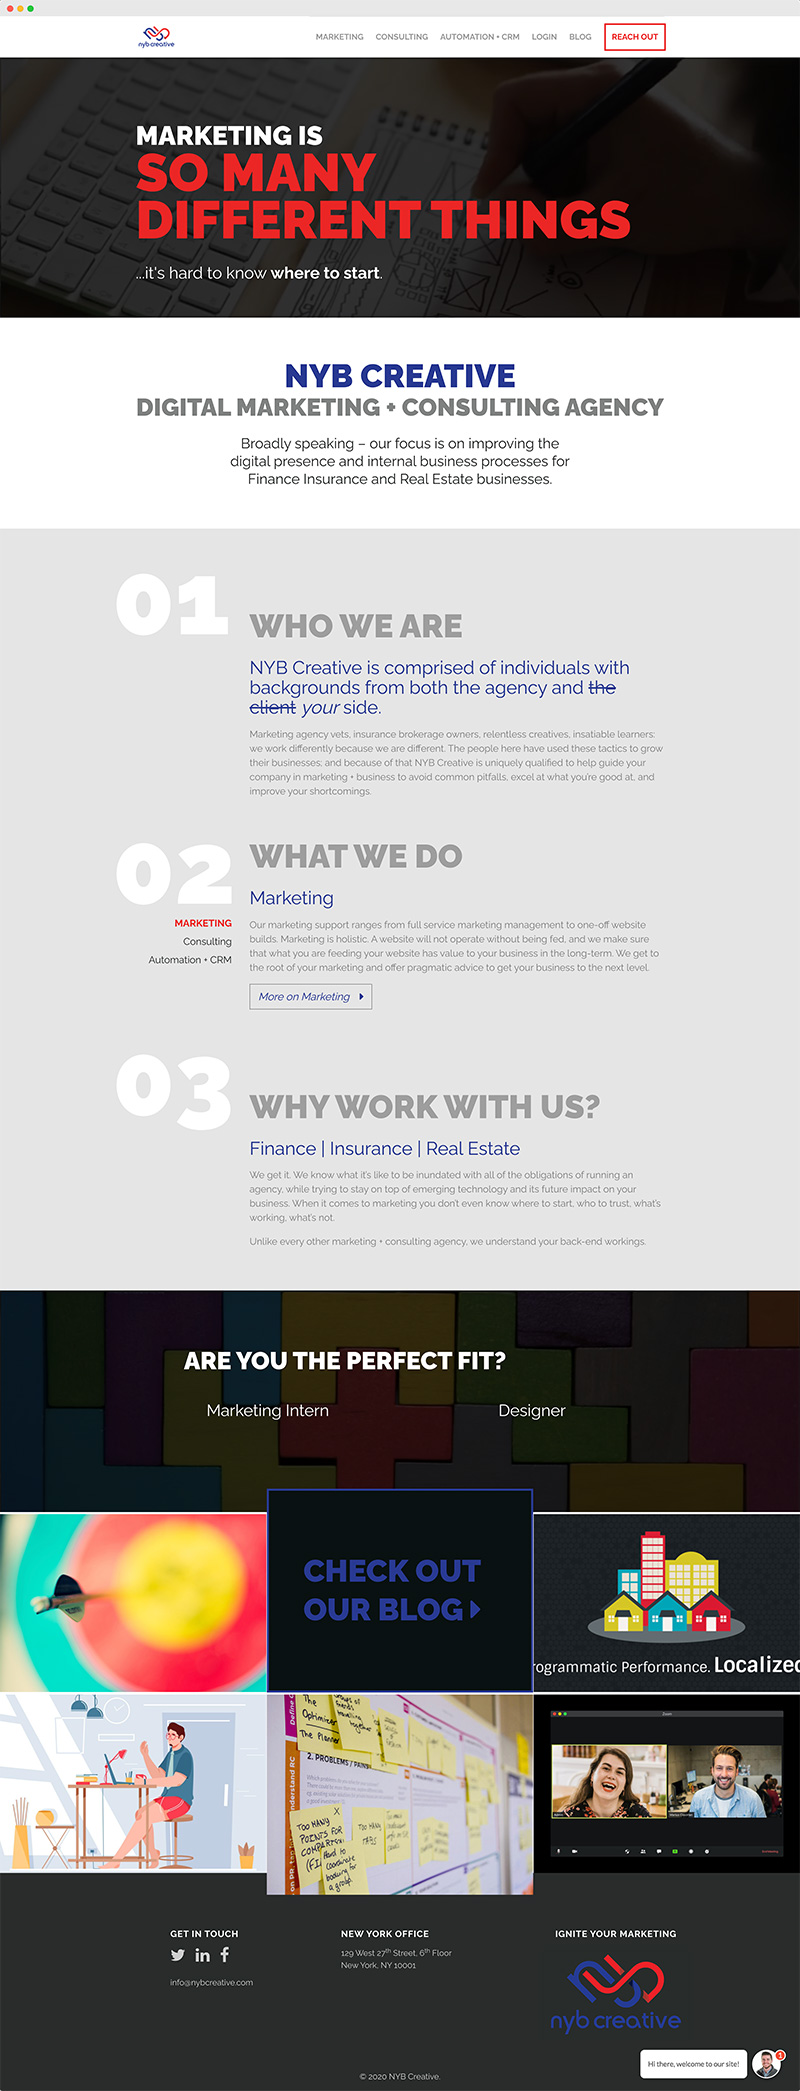 nyb creative
MARKETING CONSULTING AUTOMATION + CRM LOGIN BLOG REACH OUT
MARKETING IS
SO MANY
DIFFERENT THINGS
...it's hard to know where to start.
NYB CREATIVE
DIGITAL MARKETING + CONSULTING AGENCY
Broadly speaking – our focus is on improving the
digital presence and internal business processes for
Finance Insurance and Real Estate businesses.
01
WHO WE ARE
NYB Creative is comprised of individuals with
backgrounds from both the agency and the
client your side.
Marketing agency vets, insurance brokerage owners, relentless creatives, insatiable learners:
we work differently because we are different. The people here have used these tactics to grow
their businesses; and because of that NYB Creative is uniquely qualified to help guide your
company in marketing + business to avoid common pitfalls, excel at what you're good at, and
improve your shortcomings.
02
WHAT WE DO
MARKETING
Consulting
Automation + CRM
Marketing
Our marketing support ranges from full service marketing management to one-off website
builds. Marketing is holistic. A website will not operate without being fed, and we make sure
that what you are feeding your website has value to your business in the long-term. We get to
the root of your marketing and offer pragmatic advice to get your business to the next level.
More on Marketing
03
WHY WORK WITH US?
Finance | Insurance | Real Estate
We get it. We know what it's like to be inundated with all of the obligations of running an
agency, while trying to stay on top of emerging technology and its future impact on your
business. When it comes to marketing you don't even know where to start, who to trust, what's
working, what's not.
Unlike every other marketing + consulting agency, we understand your back-end workings.
ARE YOU THE PERFECT FIT?
Marketing Intern
Designer
CHECK OUT
OUR BLOG
rogrammatic Performance. Localized
The
Optimizer
The Planner
groups of
friends
travelling
together
2. PROBLEMS / PAIN
TOO MANY
POINTS FOR
COMPARISON
Hard to
coordinate
booking for
a group
TOO MANY
TABS
Zoom
GET IN TOUCH
info@nybcreative.com
NEW YORK OFFICE
129 West 27th Street, 6th Floor
New York, NY 10001
IGNITE YOUR MARKETING
nyb creative
Hi there, welcome to our site!
1
© 2020 NYB Creative.